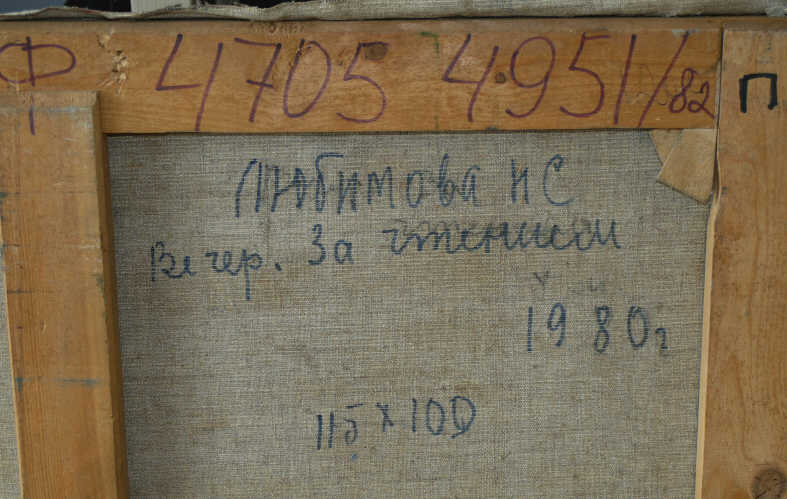 Ф 4705 4951/82 П
Любимова Н С
Вечер. За чтением
1980г
115 x 100